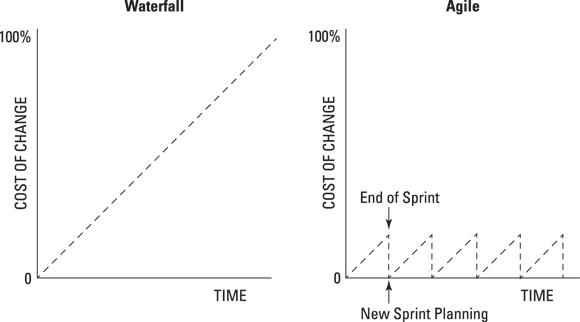 Waterfall
100%
COST OF CHANGE
0
TIME
Agile
100%
COST OF CHANGE
End of Sprint
0
TIME
New Sprint Planning